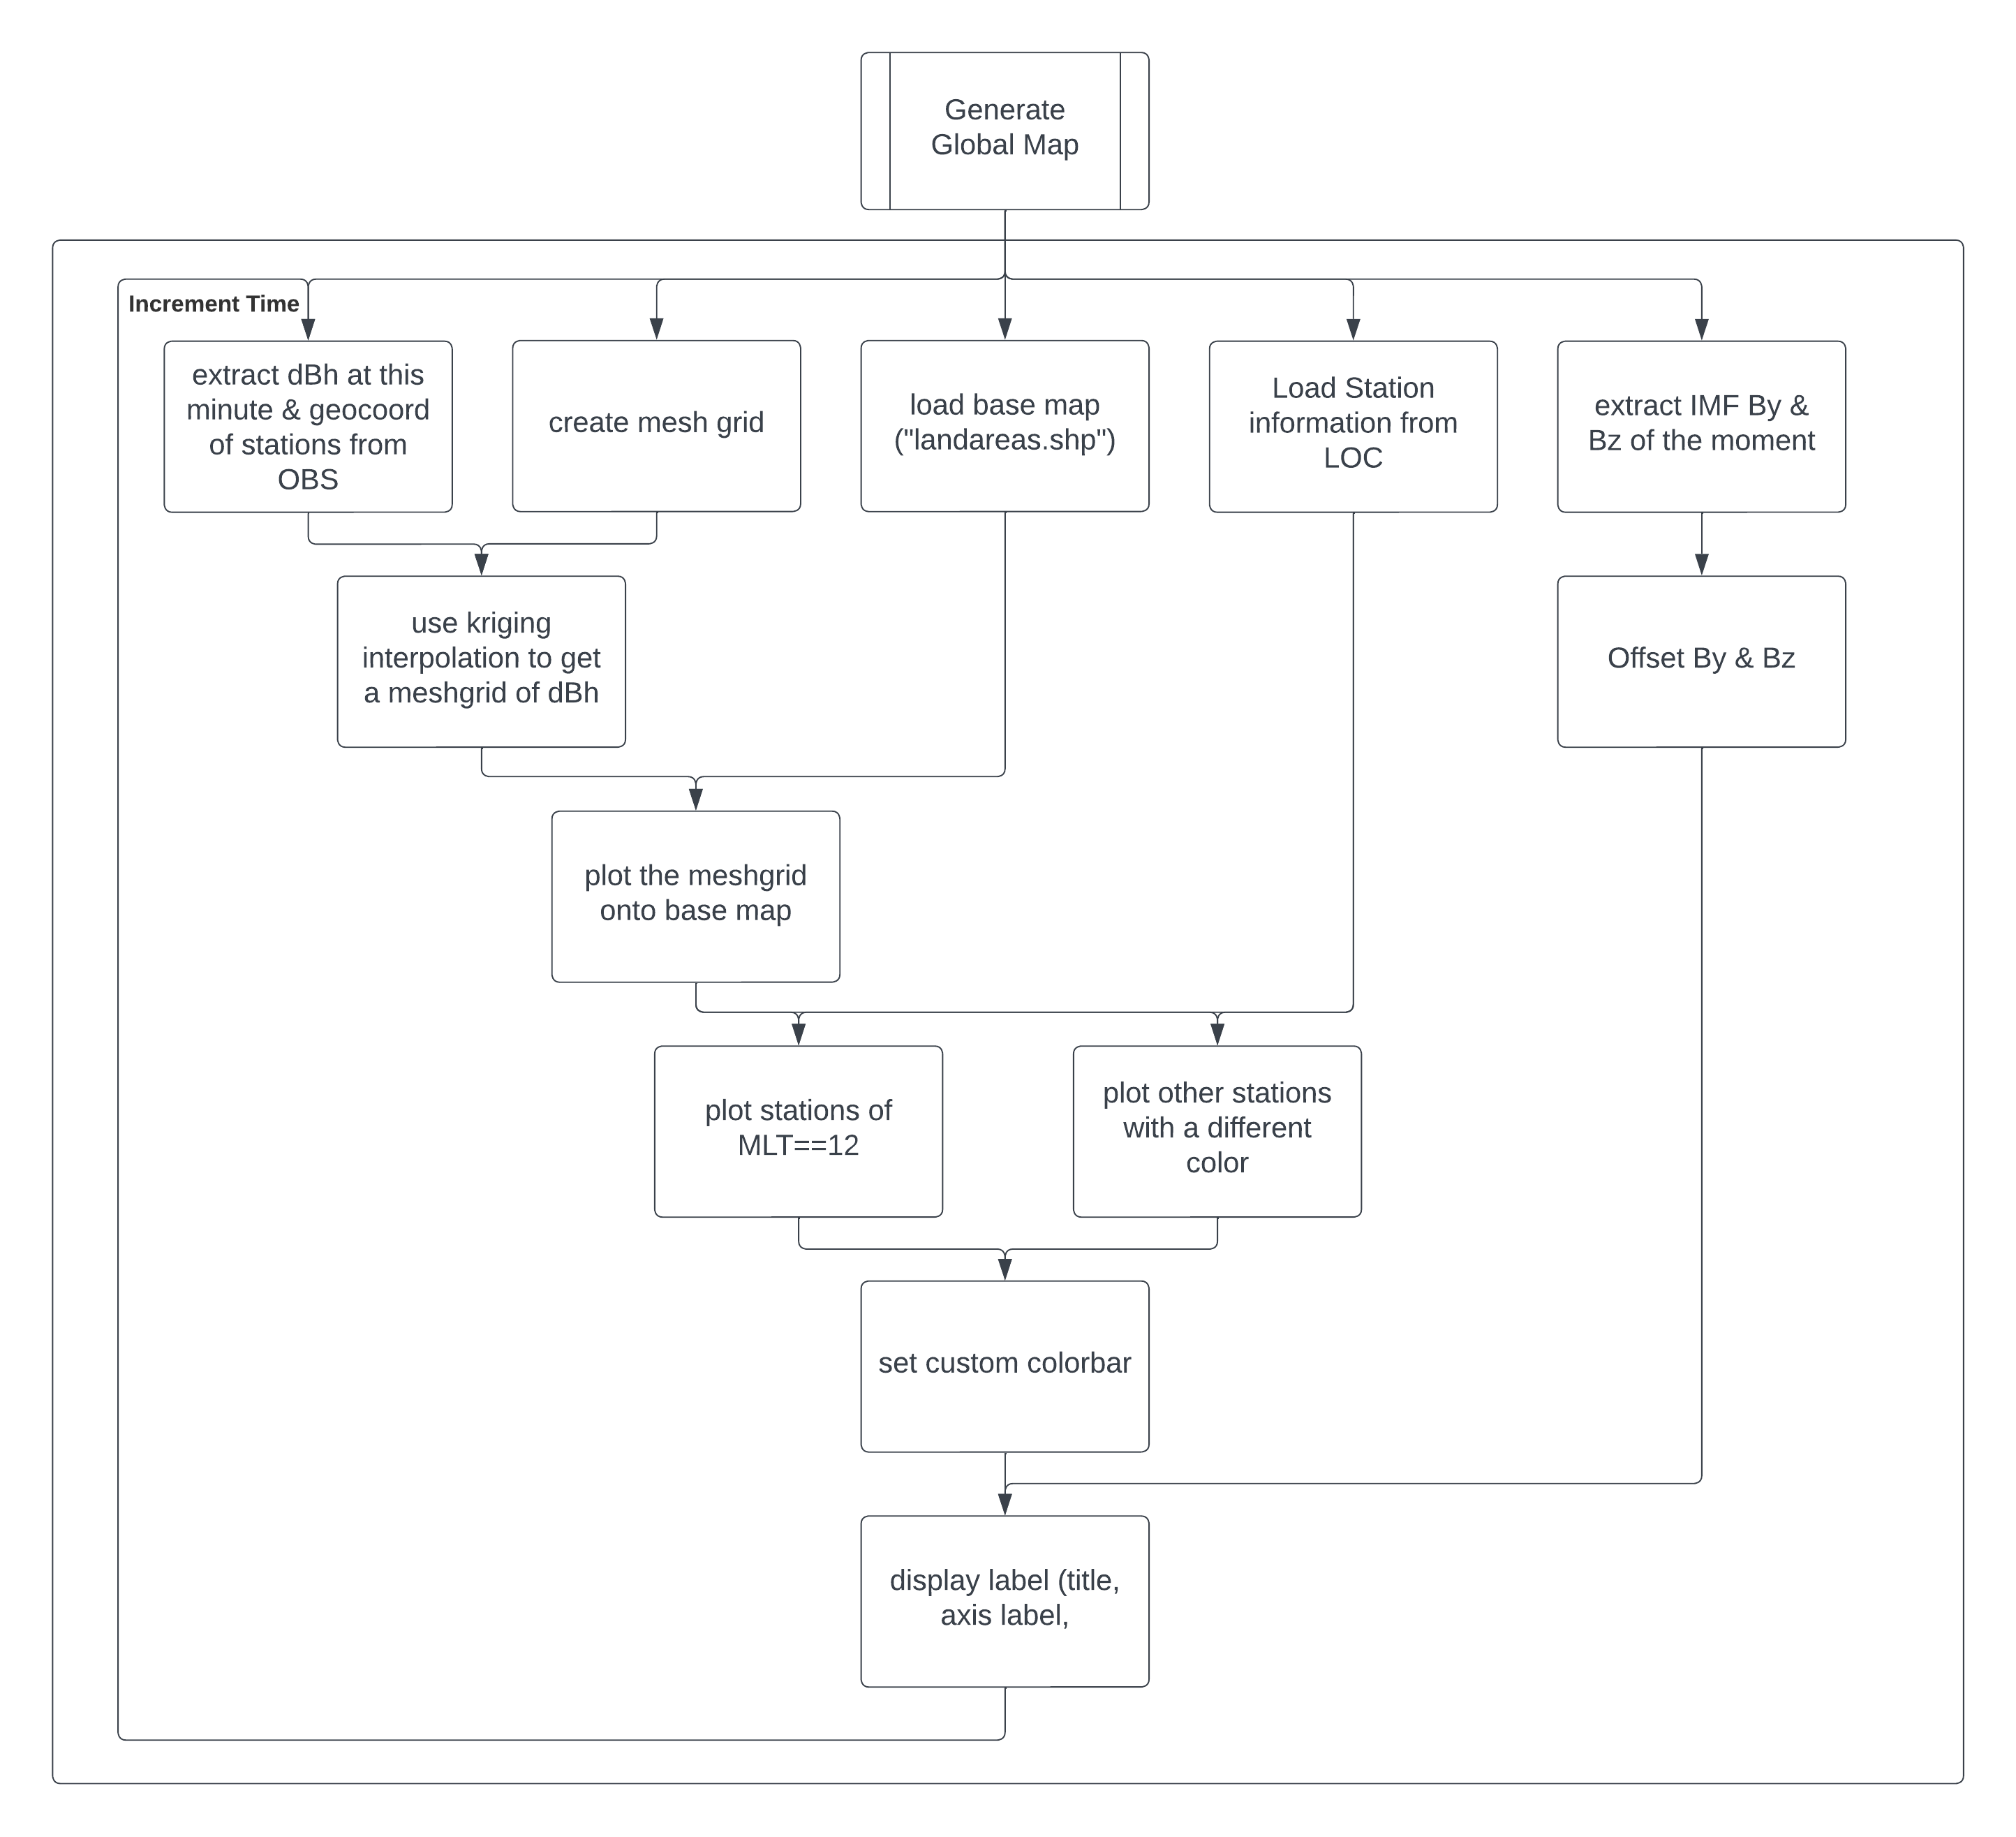 Generate
Global Map
Increment Time
extract dBh at this
minute & geocoord
of stations from
OBS
create mesh grid
load base map
("landareas.shp")
Load Station
information from
LOC
extract IMF By &
Bz of the moment
use kriging
interpolation to get
a meshgrid of dBh
Offset By & Bz
plot the meshgrid
onto base map
plot stations of
MLT==12
plot other stations
with a different
color
set custom colorbar
display label (title,
axis label,